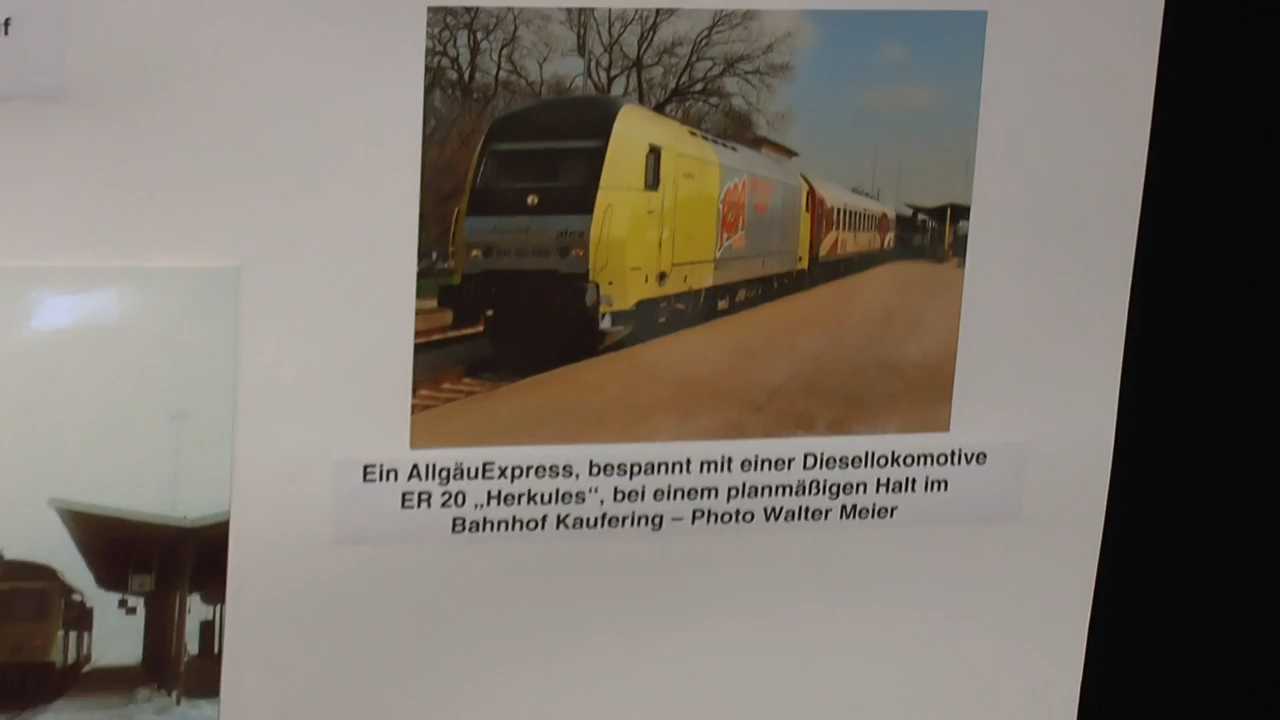 f
alex
Ein AllgäuExpress, bespannt mit einer Diesellokomotive
ER 20 „Herkules“, bei einem planmäßigen Halt im
Bahnhof Kaufering – Photo Walter Meier